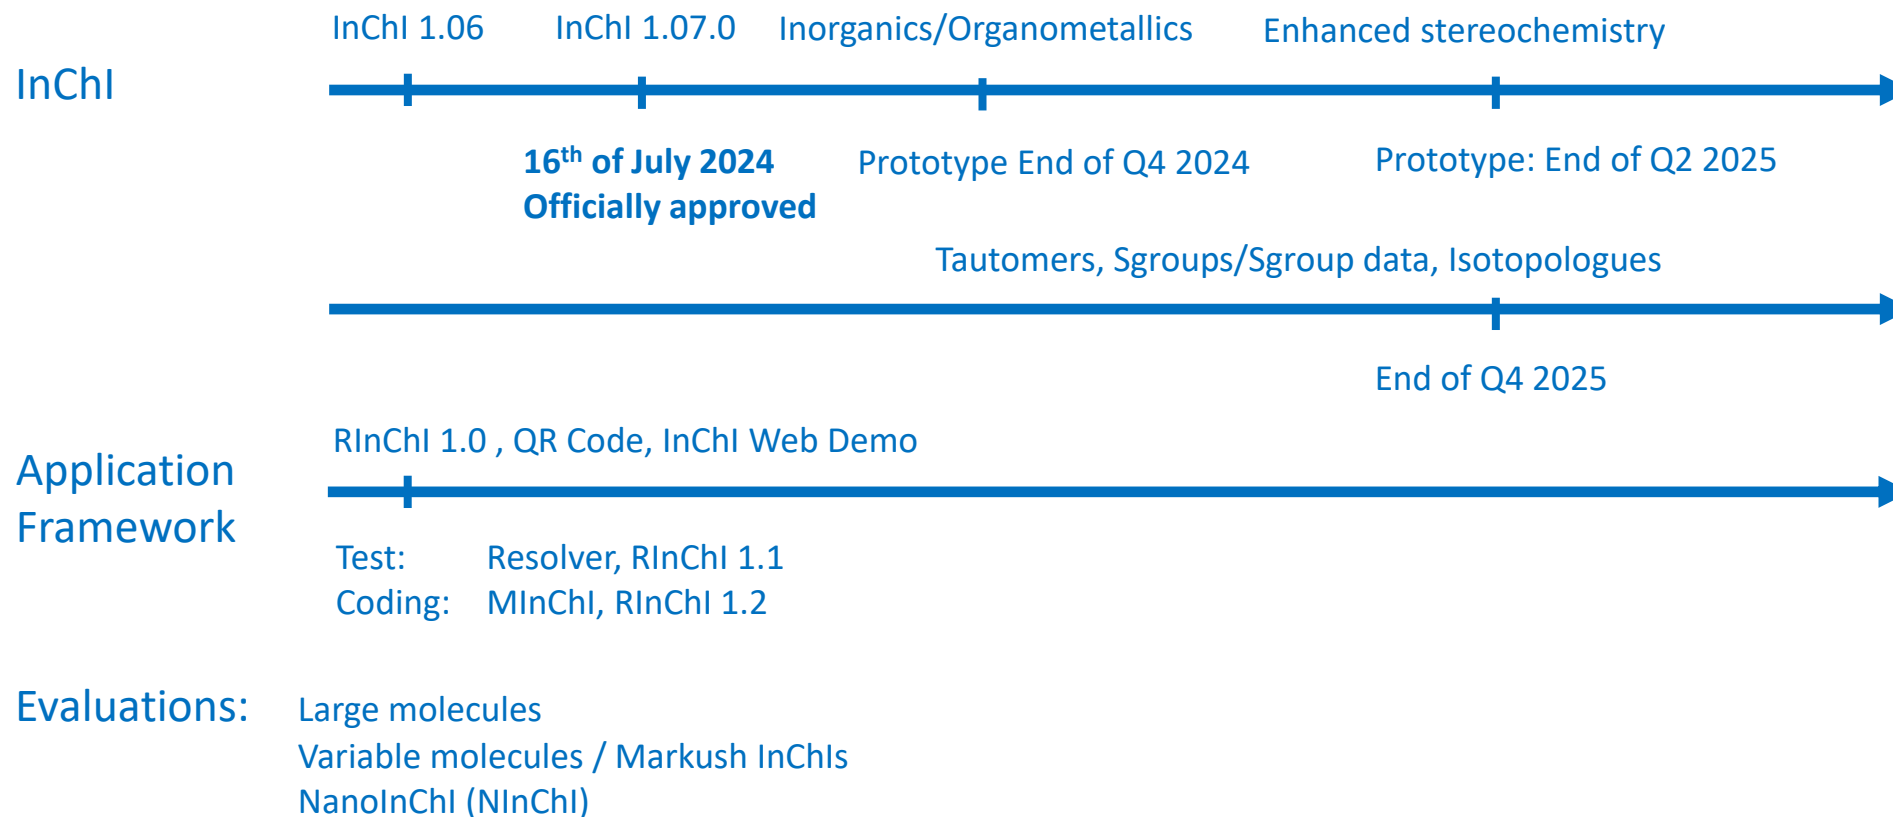 InChI 1.06
InChI 1.07.0
Inorganics/Organometallics
Enhanced stereochemistry
InChI
16th of July 2024
Officially approved
Prototype End of Q4 2024
Prototype: End of Q2 2025
Tautomers, Sgroups/Sgroup data, Isotopologues
End of Q4 2025
RInChI 1.0 , QR Code, InChI Web Demo
Application
Framework
Test: Resolver, RInChI 1.1
Coding: MInChI, RInChI 1.2
Evaluations:
Large molecules
Variable molecules / Markush InChIs
NanoInChI (NInChI)